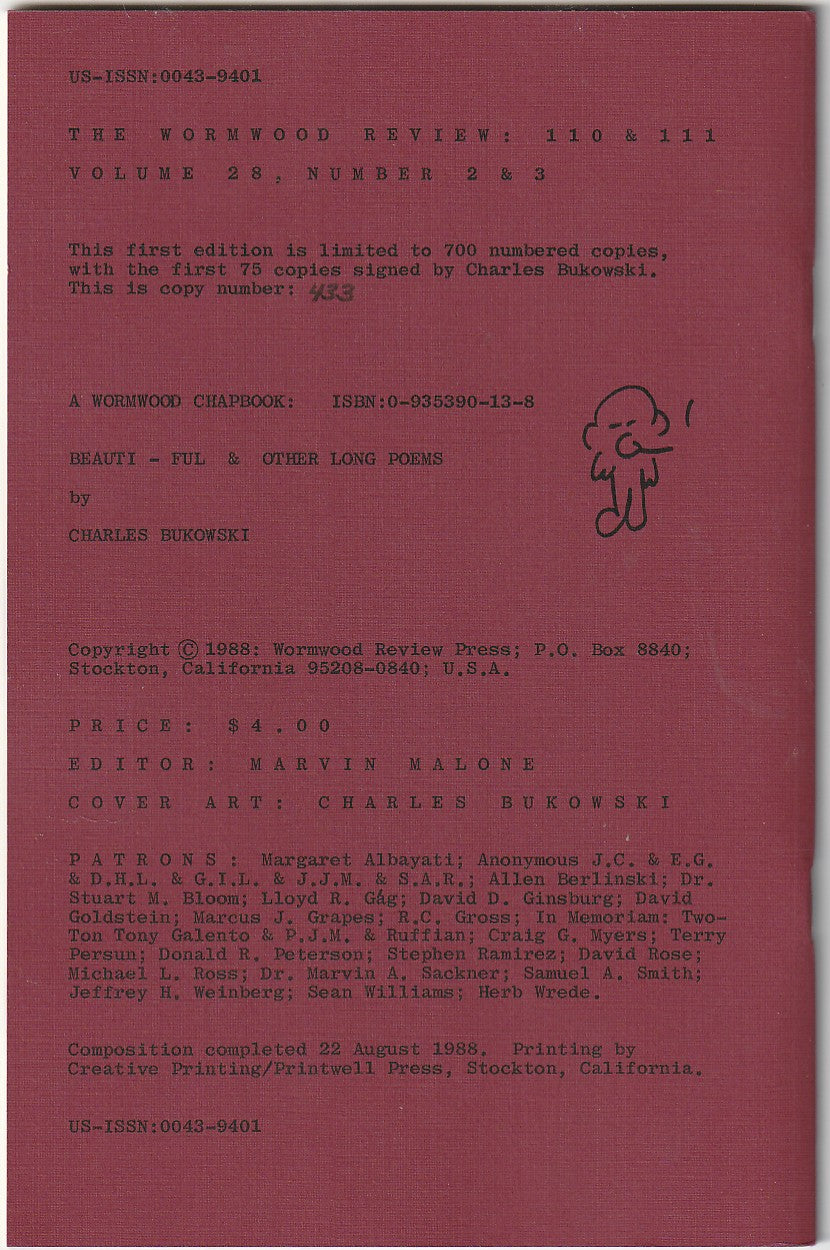 US-ISSN:0043-9401
THE WORMWOOD REVIEW: 110 & 111
VOLUME 28, NUMBER 2 & 3
This first edition is limited to 700 numbered copies,
with the first 75 copies signed by Charles Bukowski.
This is copy number: 433
A WORMWOOD CHAPBOOK: ISBN:0-935390-13-8
BEAUTI - FUL & OTHER LONG POEMS
by
CHARLES BUKOWSKI
Copyright © 1988: Wormwood Review Press; P.O. Box 8840;
Stockton, California 95208-0840; U.S.A.
PRICE: $4.00
EDITOR: MARVIN MALONE
COVER ART: CHARLES BUKOWSKI
PATRONS: Margaret Albayati; Anonymous J.C. & E.G.
& D.H.L. & G.I.L. & J.J.M. & S.A.R.; Allen Berlinski; Dr.
Stuart M. Bloom; Lloyd R. Gág; David D. Ginsburg; David
Goldstein; Marcus J. Grapes; R.C. Gross; In Memoriam: Two-
Ton Tony Galento & P.J.M. & Ruffian; Craig G. Myers; Terry
Persun; Donald R. Peterson; Stephen Ramirez; David Rose;
Michael L. Ross; Dr. Marvin A. Sackner; Samuel A. Smith;
Jeffrey H. Weinberg; Sean Williams; Herb Wrede.
Composition completed 22 August 1988. Printing by
Creative Printing/Printwell Press, Stockton, California.
US-ISSN:0043-9401